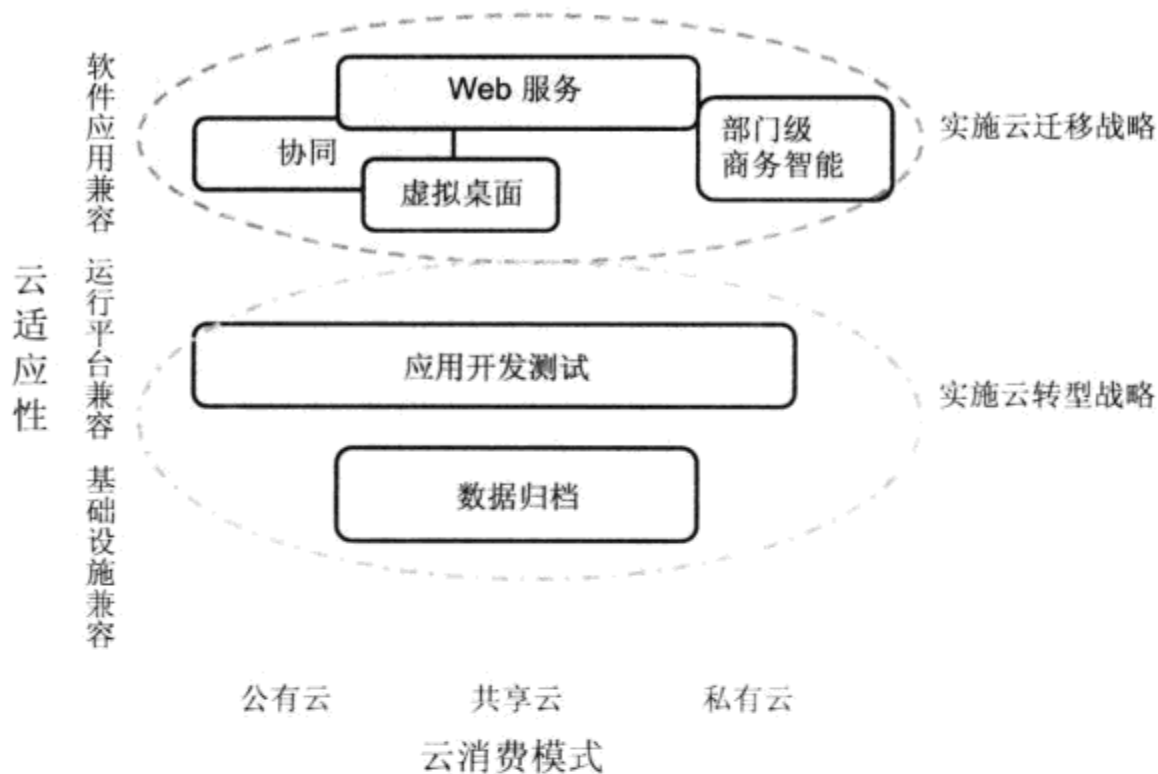 云适应性
软件应用兼容
运行平台兼容
基础设施兼容
Web 服务
协同
虚拟桌面
部门级
商务智能
实施云迁移战略
应用开发测试
数据归档
实施云转型战略
公有云
共享云
私有云
云消费模式